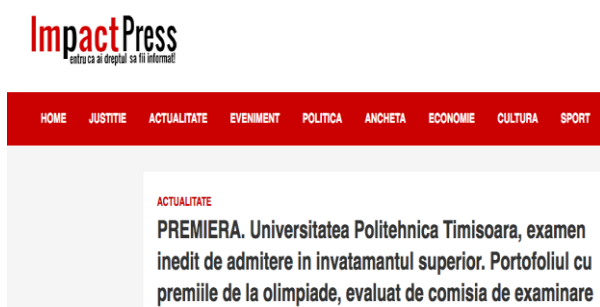 ImpactPress
entru ca ai dreptul sa fii informat!
HOME JUSTITIE ACTUALITATE EVENIMENT POLITICA ANCHETA ECONOMIE CULTURA SPORT
ACTUALITATE
PREMIERA. Universitatea Politehnica Timisoara, examen
inedit de admitere in invatamantul superior. Portofoliul cu
premiile de la olimpiade, evaluat de comisia de examinare